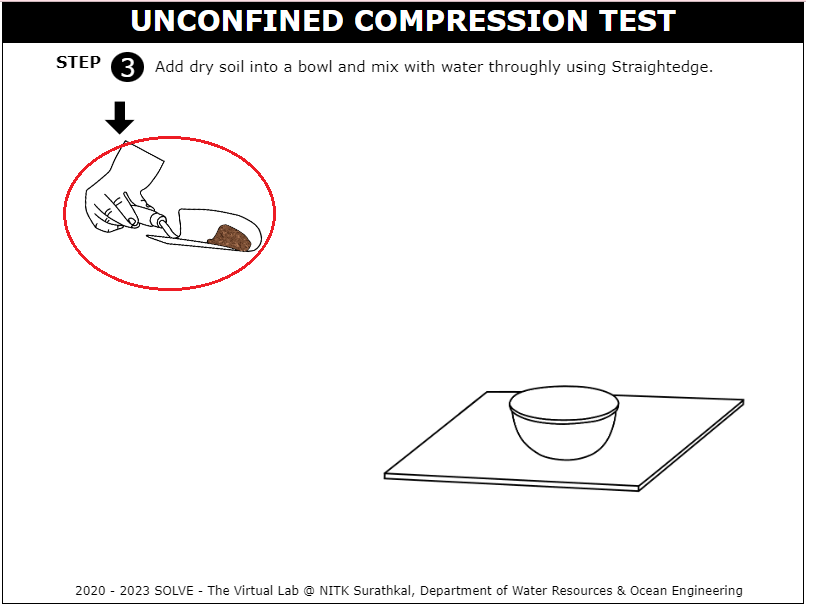 UNCONFINED COMPRESSION TEST
STEP 3 Add dry soil into a bowl and mix with water throughly using Straightedge.
2020 - 2023 SOLVE - The Virtual Lab @ NITK Surathkal, Department of Water Resources & Ocean Engineering